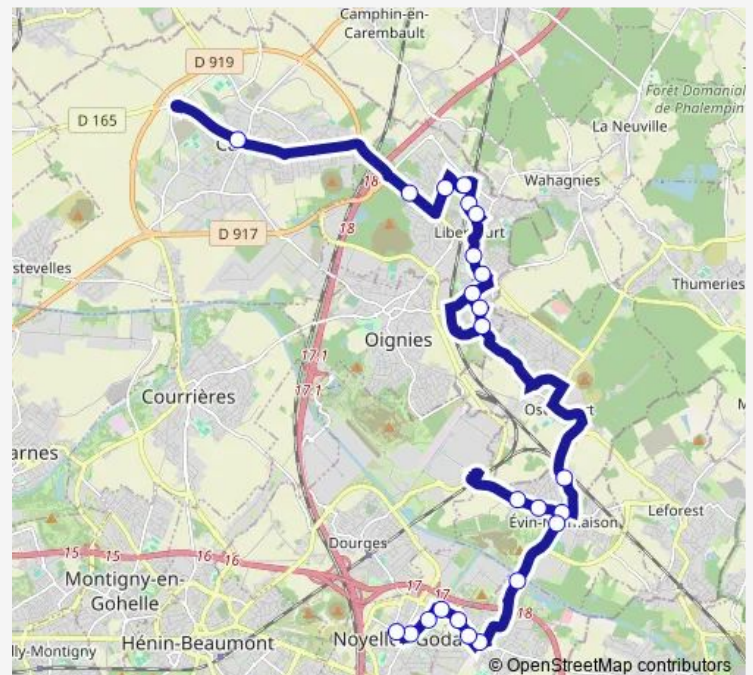 Camphin-en-
Carembault
D 919
Forêt Domanial
de Phalempin
D 165
La Neuville
18
Wahagnies
18
D 917
stevelles
Thumeries
Oignies
17.1
17.1
Courrières
arnes
Leforest
Dourges
15
15
16
16
17
17
18
Montigny-en-
Gohelle
Hénin-Beaumont
lly-Montigny
© OpenStreetMap contributors